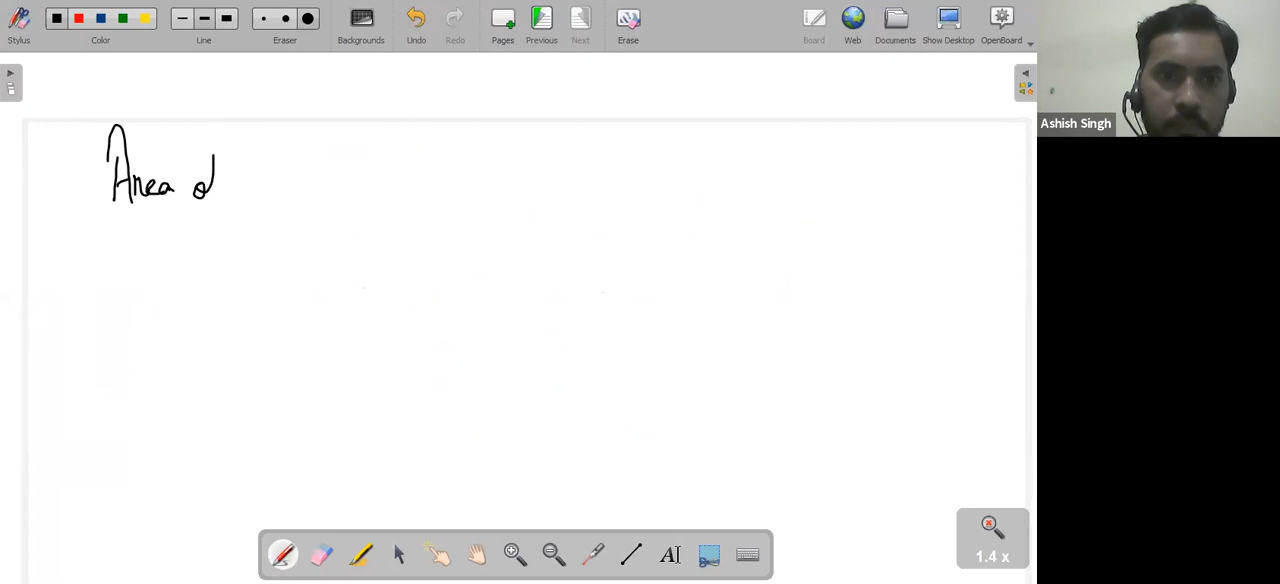 Stylus Color Line Eraser Backgrounds Undo Redo Pages Previous Next Erase Board Web Documents Show Desktop OpenBoard
Ashish Singh
Area o
AI
1.4 x